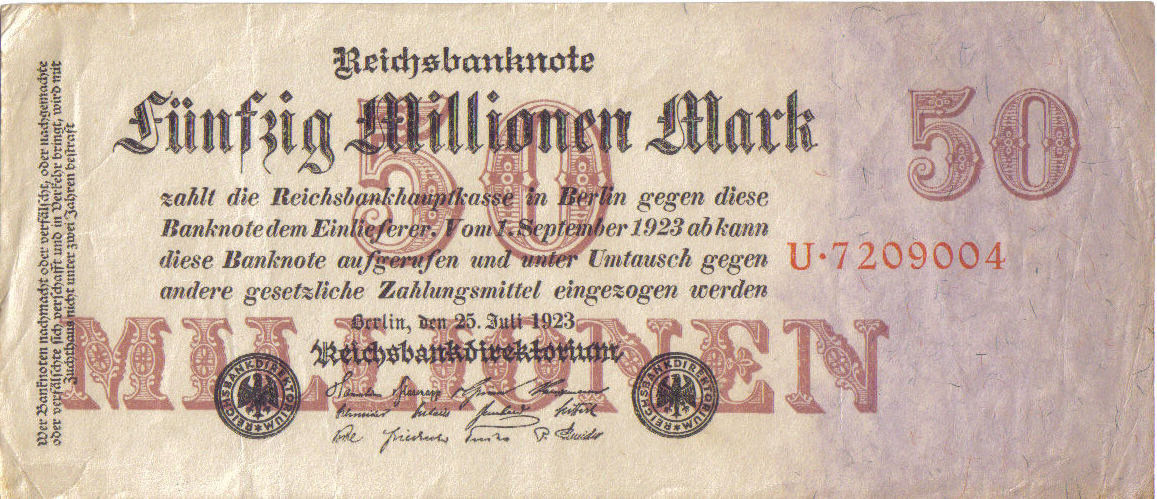 Reichsbanknote
Fünfzig Millionen Mark
50
50
zahlt die Reichsbankhauptkasse in Berlin gegen diese
Banknote dem Einlieferer. Vom 1. September 1923 ab kann
diese Banknote aufgerufen und unter Umtausch gegen
andere gesetzliche Zahlungsmittel eingezogen werden
U·7209004
Berlin, den 25. Juli 1923
Reichsbankdirektorium
MILLIONEN
REICHSBANKDIREKTORIUM
REICHSBANKDIREKTORIUM
Wer Banknoten nachmacht oder verfälscht, oder nachgemachte
oder verfälschte sich verschafft und in Verkehr bringt, wird mit
Zuchthaus nicht unter zwei Jahren bestraft